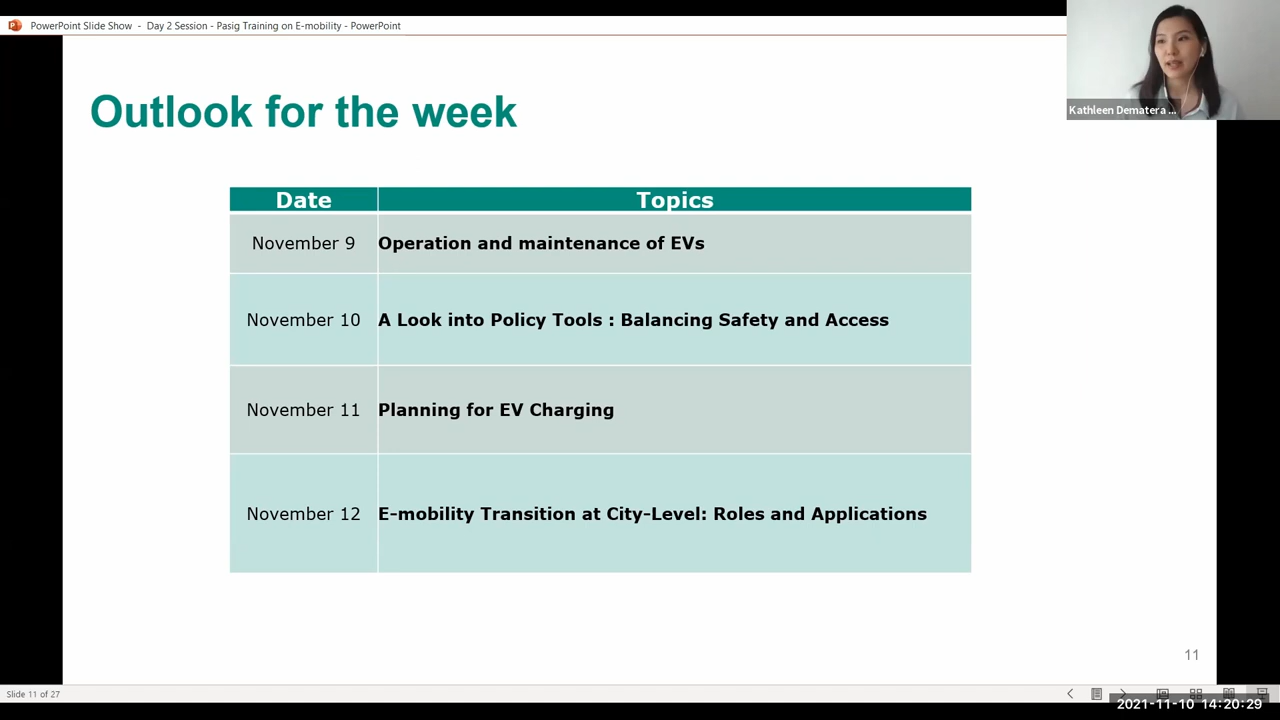 PowerPoint Slide Show - Day 2 Session - Pasig Training on E-mobility - PowerPoint
Kathleen Dematera ...
Outlook for the week
Date Topics
November 9 Operation and maintenance of EVs
November 10 A Look into Policy Tools : Balancing Safety and Access
November 11 Planning for EV Charging
November 12 E-mobility Transition at City-Level: Roles and Applications
11
Slide 11 of 27
2021-11-10 14:20:29